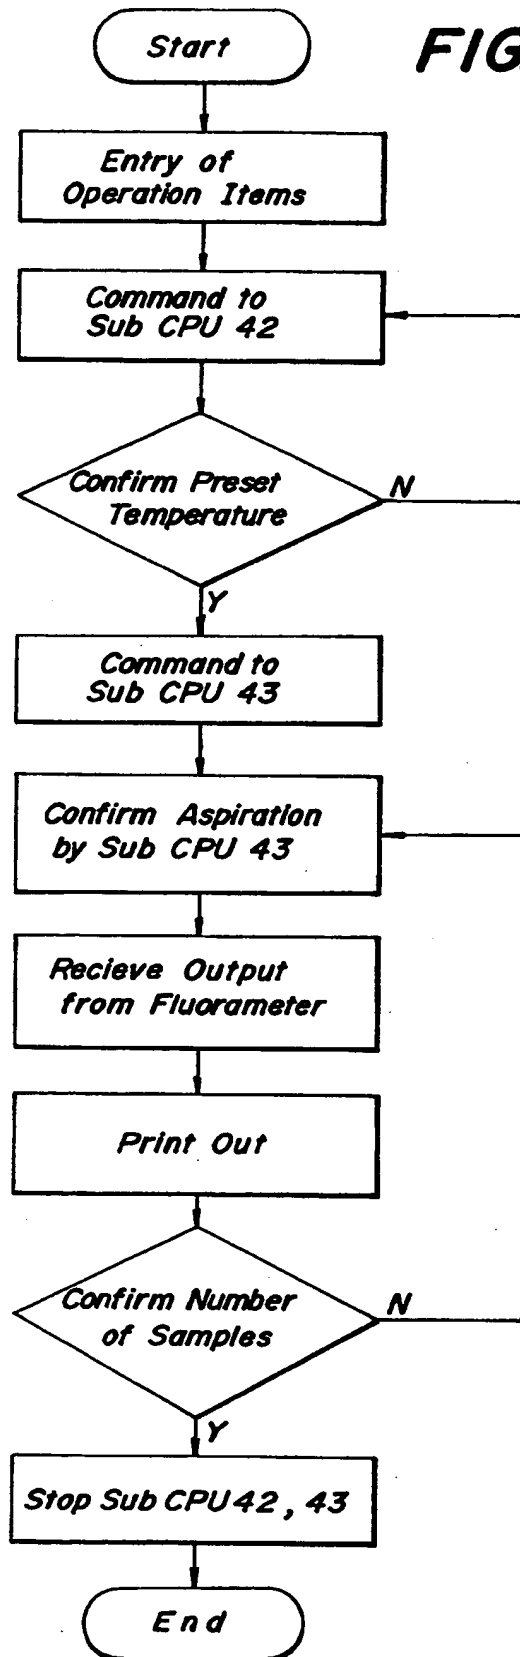 Start
FIG
Entry of
Operation Items
Command to
Sub CPU 42
Confirm Preset
Temperature
N
Y
Command to
Sub CPU 43
Confirm Aspiration
by Sub CPU 43
Recieve Output
from Fluorameter
Print Out
Confirm Number
of Samples
N
Y
Stop Sub CPU 42, 43
End